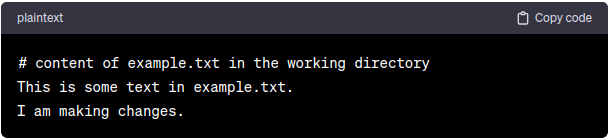 plaintext
Copy code
# content of example.txt in the working directory
This is some text in example.txt.
I am making changes.